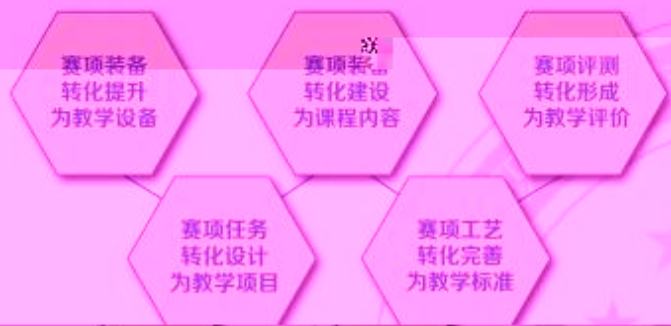 赛项装备
转化提升
为教学设备
赛项装备
转化建设
为课程内容
赛项评测
转化形成
为教学评价
赛项任务
转化设计
为教学项目
赛项工艺
转化完善
为教学标准